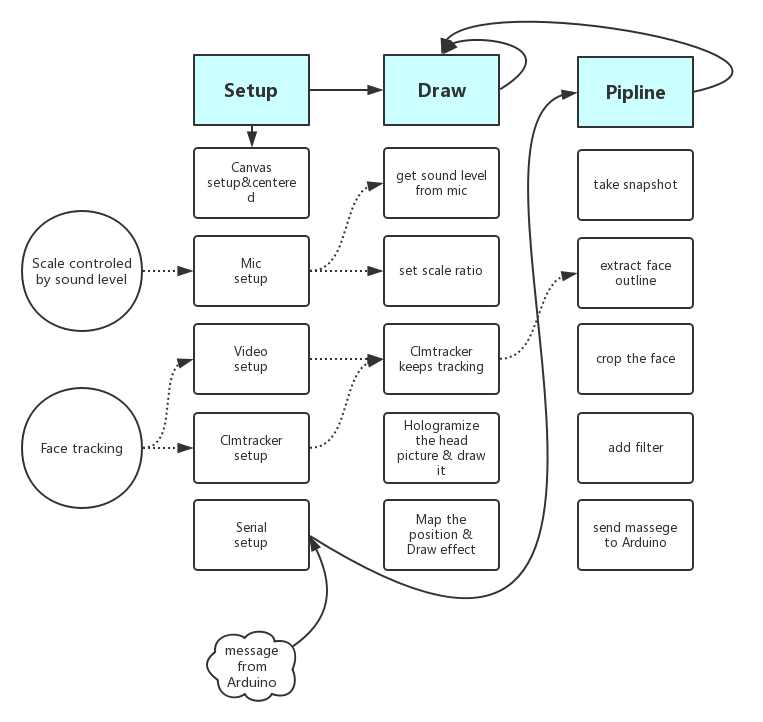 Setup
Draw
Pipline
Canvas
setup&centere
d
get sound level
from mic
take snapshot
Scale controled
by sound level
Mic
setup
set scale ratio
extract face
outline
Video
setup
Clmtracker
keeps tracking
crop the face
Face tracking
Clmtracker
setup
Hologramize
the head
picture & draw
it
add filter
Serial
setup
Map the
position &
Draw effect
send massege
to Arduino
message
from
Arduino